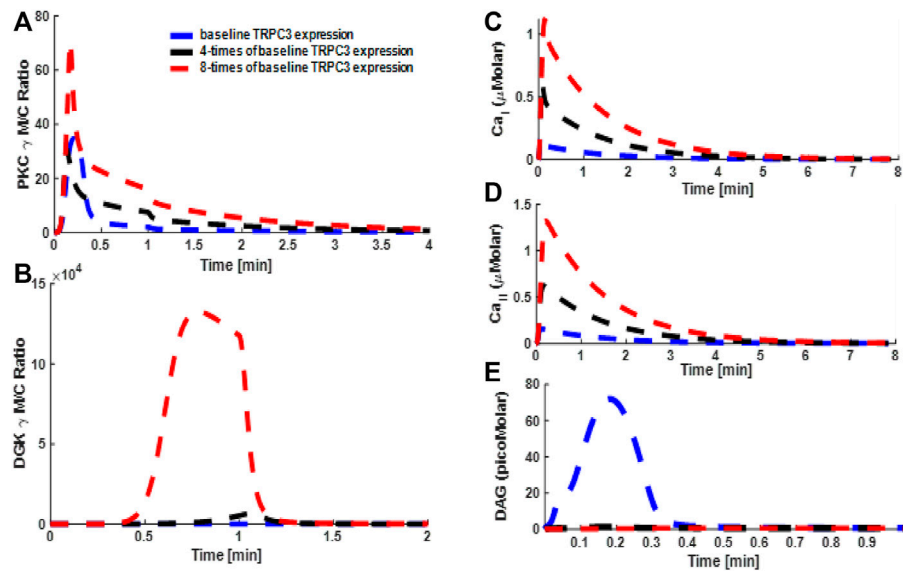 A
80
60
40
20
0
PKC γ M/C Ratio
baseline TRPC3 expression
4-times of baseline TRPC3 expression
8-times of baseline TRPC3 expression
0 0.5 1 1.5 2 2.5 3 3.5 4
Time [min]
B
×10⁴
15
10
5
0
DGK γ M/C Ratio
0 0.5 1 1.5 2
Time [min]
C
1
0.5
0
Ca_I (μMolar)
0 1 2 3 4 5 6 7 8
Time [min]
D
1.5
1
0.5
0
Ca_II (μMolar)
0 1 2 3 4 5 6 7 8
Time [min]
E
80
60
40
20
0
DAG (picoMolar)
0.1 0.2 0.3 0.4 0.5 0.6 0.7 0.8 0.9
Time [min]